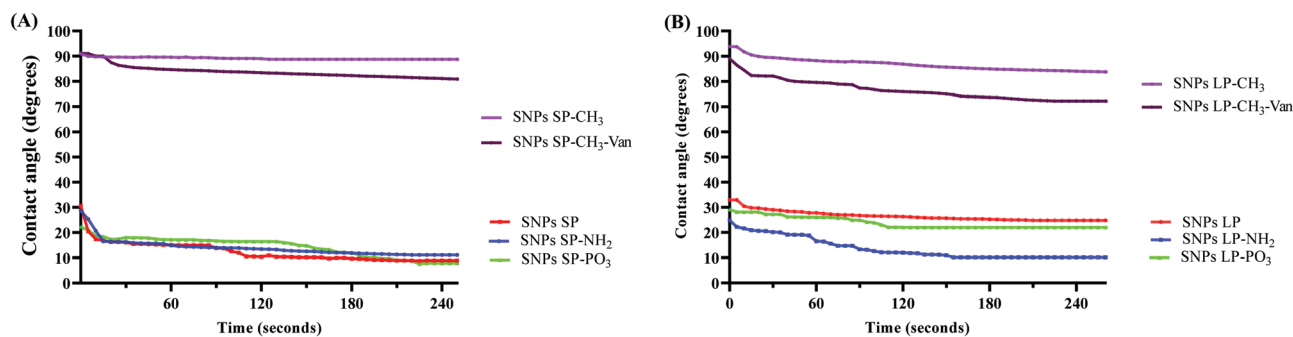 (A)
Contact angle (degrees)
100
90
80
70
60
50
40
30
20
10
0
60
120
180
240
Time (seconds)
SNPs SP-CH₃
SNPs SP-CH₃-Van
SNPs SP
SNPs SP-NH₂
SNPs SP-PO₃
(B)
Contact angle (degrees)
100
90
80
70
60
50
40
30
20
10
0
0
60
120
180
240
Time (seconds)
SNPs LP-CH₃
SNPs LP-CH₃-Van
SNPs LP
SNPs LP-NH₂
SNPs LP-PO₃